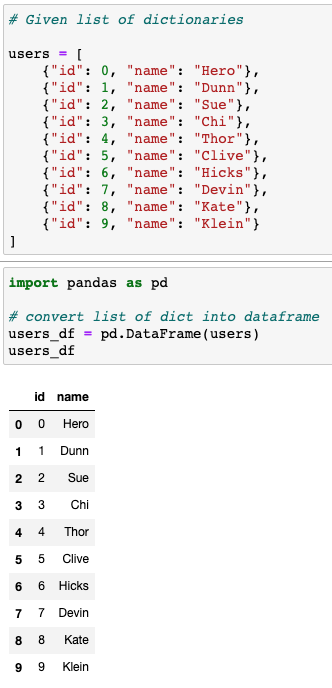 # Given list of dictionaries
users = [
    {"id": 0, "name": "Hero"},
    {"id": 1, "name": "Dunn"},
    {"id": 2, "name": "Sue"},
    {"id": 3, "name": "Chi"},
    {"id": 4, "name": "Thor"},
    {"id": 5, "name": "Clive"},
    {"id": 6, "name": "Hicks"},
    {"id": 7, "name": "Devin"},
    {"id": 8, "name": "Kate"},
    {"id": 9, "name": "Klein"}
]
import pandas as pd
# convert list of dict into dataframe
users_df = pd.DataFrame(users)
users_df
id name
0 0 Hero
1 1 Dunn
2 2 Sue
3 3 Chi
4 4 Thor
5 5 Clive
6 6 Hicks
7 7 Devin
8 8 Kate
9 9 Klein